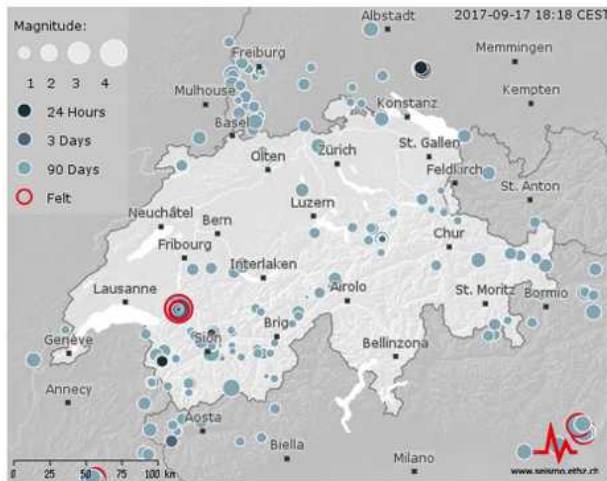 2017-09-17 18:18 CEST
Magnitude:
1 2 3 4
24 Hours
3 Days
90 Days
Felt
Albstadt
Freiburg
Memmingen
Mulhouse
Kempten
Konstanz
Basel
Olten
Zürich
St. Gallen
Feldkirch
St. Anton
Neuchâtel
Luzern
Bern
Chur
Fribourg
Interlaken
Lausanne
Airolo
St. Moritz
Bormio
Genève
Sion
Brig
Bellinzona
Annecy
Aosta
Biella
Milano
0 25 50 75 100
km
www.seismo.ethz.ch